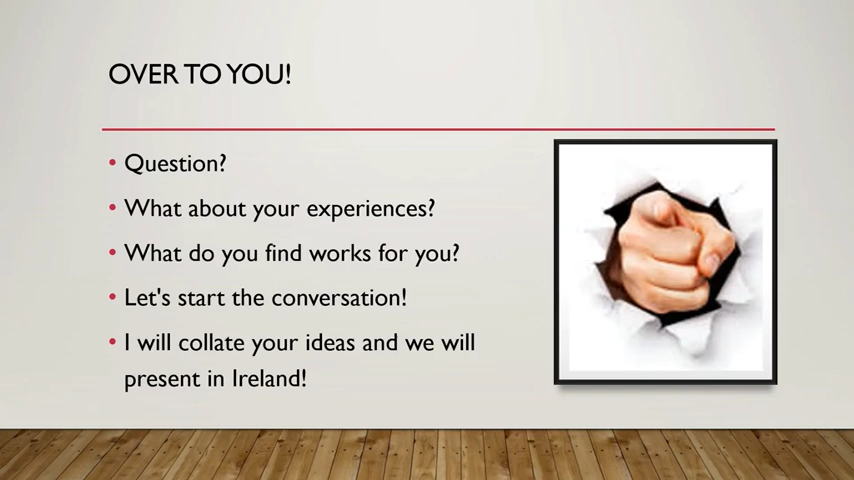 OVER TO YOU!
• Question?
• What about your experiences?
• What do you find works for you?
• Let's start the conversation!
• I will collate your ideas and we will
present in Ireland!